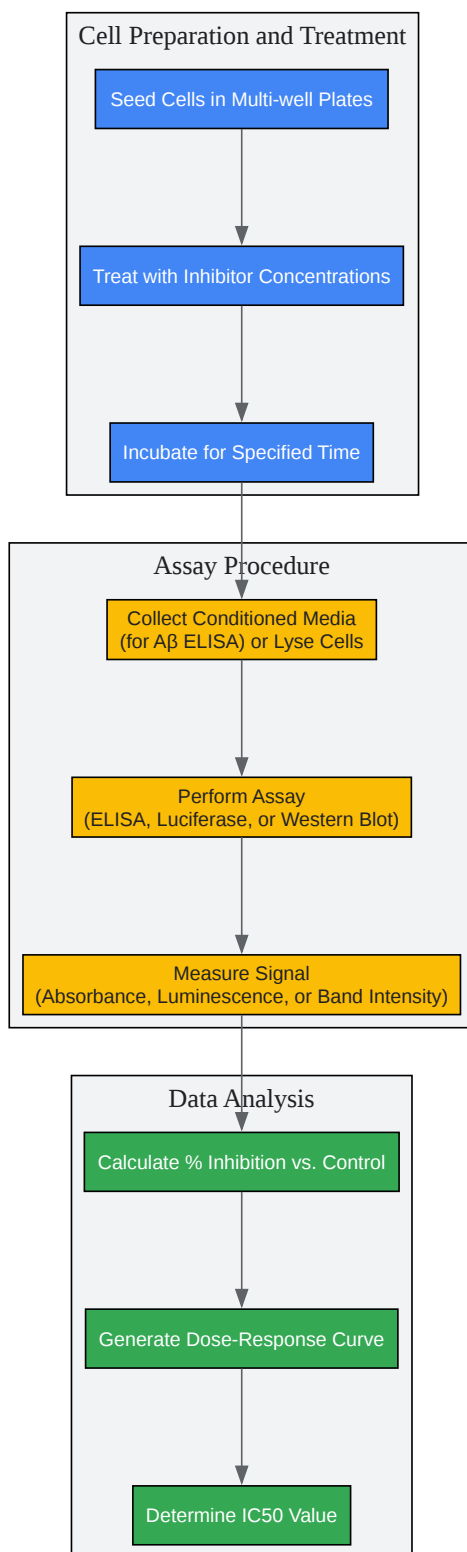 Cell Preparation and Treatment
Seed Cells in Multi-well Plates
Treat with Inhibitor Concentrations
Incubate for Specified Time
Assay Procedure
Collect Conditioned Media
(for Aβ ELISA) or Lyse Cells
Perform Assay
(ELISA, Luciferase, or Western Blot)
Measure Signal
(Absorbance, Luminescence, or Band Intensity)
Data Analysis
Calculate % Inhibition vs. Control
Generate Dose-Response Curve
Determine IC50 Value